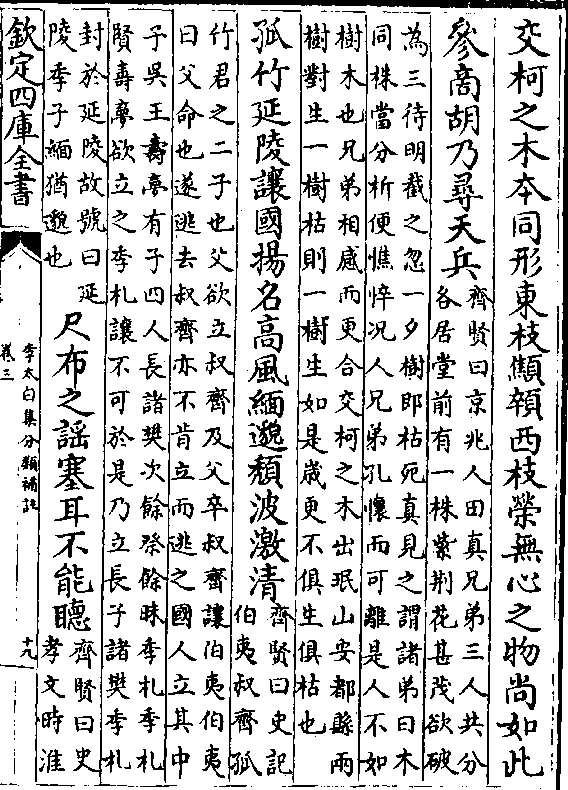 交柯之木本同形東枝顦顇西枝榮無心之物尚如此
參商胡乃尋天兵
齊賢曰京兆人田真兄弟三人共分
各居堂前有一株紫荆花甚茂欲破
為三待明截之忽一夕樹即枯死真見之謂諸弟曰木
同株當分析便憔悴况人兄弟孔懷而可離是人不如
樹木也兄弟相感而更合交柯之木出珉山安都縣兩
樹對生一樹枯則一樹生如是歲更不俱生俱枯也
孤竹延陵讓國揚名高風緬邈頽波激清
齊賢曰史記
伯夷叔齊孤
竹君之二子也父欲立叔齊及父卒叔齊讓伯夷伯夷
曰父命也遂逃去叔齊亦不肯立而逃之國人立其中
子吳王壽夢有子四人長諸樊次餘祭餘昧季札季札
賢壽夢欲立之季札讓不可於是乃立長子諸樊季札
封於延陵故號曰延
陵季子緬猶邈也
尺布之謡塞耳不能聽
齊賢曰史
孝文時淮
欽定四庫全書
李太白集分類補註
卷三
十九